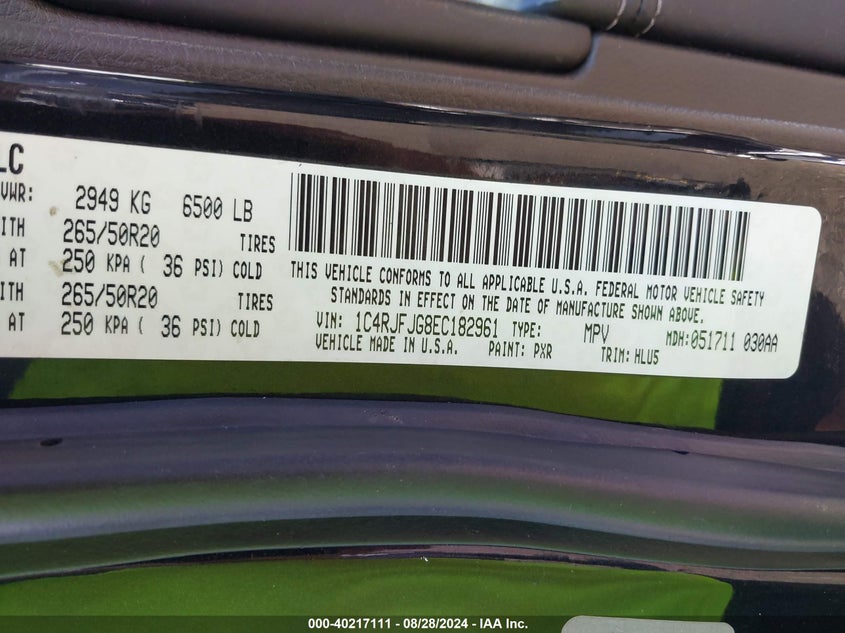 LC
VWR: 2949 KG 6500 LB
ITH 265/50R20 TIRES
AT 250 KPA ( 36 PSI) COLD
ITH 265/50R20 TIRES
AT 250 KPA ( 36 PSI) COLD
THIS VEHICLE CONFORMS TO ALL APPLICABLE U.S.A. FEDERAL MOTOR VEHICLE SAFETY
STANDARDS IN EFFECT ON THE DATE OF MANUFACTURE SHOWN ABOVE.
VIN: 1C4RJFJG8EC182961 TYPE: MPV MDH:051711 030AA
VEHICLE MADE IN U.S.A. PAINT: PXR TRIM: HLU5
000-40217111 - 08/28/2024 - IAA Inc.